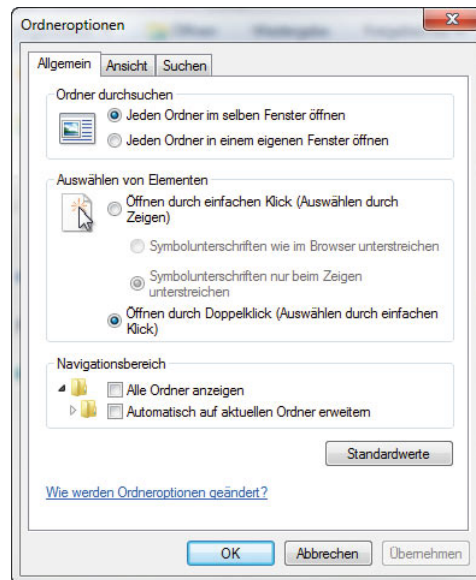 Ordneroptionen
Allgemein Ansicht Suchen
Ordner durchsuchen
Jeden Ordner im selben Fenster öffnen
Jeden Ordner in einem eigenen Fenster öffnen
Auswählen von Elementen
Öffnen durch einfachen Klick (Auswählen durch
Zeigen)
Symbolunterschriften wie im Browser unterstreichen
Symbolunterschriften nur beim Zeigen
unterstreichen
Öffnen durch Doppelklick (Auswählen durch einfachen
Klick)
Navigationsbereich
Alle Ordner anzeigen
Automatisch auf aktuellen Ordner erweitern
Standardwerte
Wie werden Ordneroptionen geändert?
OK Abbrechen Übernehmen